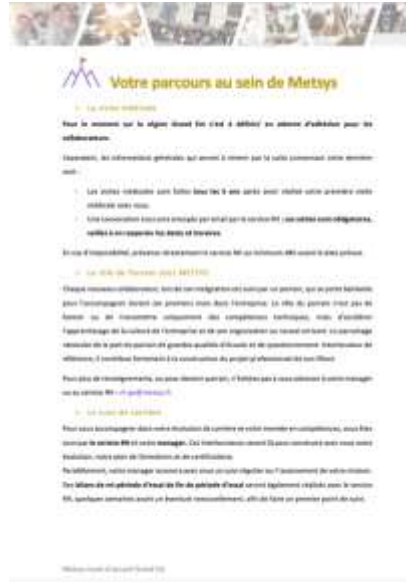 Votre parcours au sein de Metsys
La visite médicale
Pour le moment sur la région Grand Est c'est à définir/ en attente d'adhésion pour les
collaborateurs.
Cependant, les informations générales qui seront à retenir par la suite concernant cette dernière
sont :
- Les visites médicales sont faites tous les 5 ans après avoir réalisé votre première visite
médicale avec nous.
- Une convocation vous sera envoyée par email par le service RH : Les visites sont obligatoires,
veillez à en respecter les dates et horaires.
En cas d'impossibilité, prévenez directement le service RH au minimum 48h avant la date prévue.
Le rôle de Parrain chez METSYS
Chaque nouveau collaborateur, lors de son intégration est suivi par un parrain, qui se porte
pour l'accompagner durant ses premiers mois dans l'entreprise. Le rôle du parrain n'est pas de
former ou de transmettre uniquement des compétences techniques, mais d'accélérer
l'apprentissage de la culture de l'entreprise et de son organisation au nouvel arrivant. Le parrainage
nécessite de la part du parrain de grandes qualités d'écoute et de questionnement. Interlocuteur de
référence, il contribue fortement à la construction du projet professionnel de son filleul.
Pour plus de renseignements, ou pour devenir parrain, n'hésitez pas à vous adresser à votre manager
ou au service RH :
Le suivi de carrière
Pour vous accompagner dans votre évolution de carrière et votre montée en compétences, vous êtes
suivi par le service RH et votre manager. Ces interlocuteurs seront là pour construire avec vous votre
évolution, votre plan de formations et de certifications.
Parallèlement, votre manager assurera avec vous un suivi régulier sur l'avancement de votre mission.
Des bilans de mi-période d'essai de fin de période d'essai seront également réalisés avec le service
RH, quelques semaines avant un éventuel renouvellement, afin de faire un premier point de suivi.
Metsys Livret d'accueil Grand Est